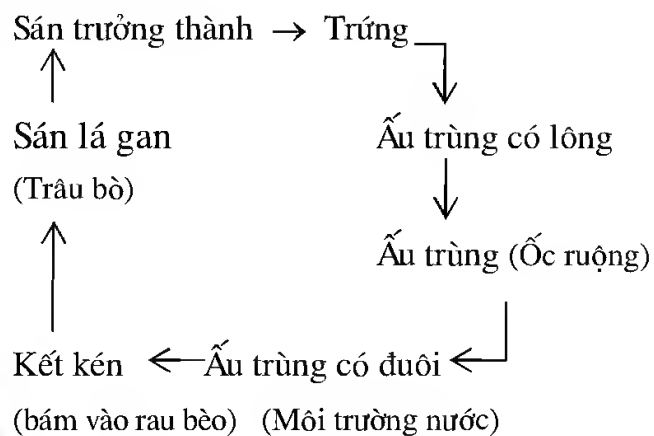 Sán trưởng thành → Trứng
Sán lá gan
Ấu trùng có lông
(Trâu bò)
Ấu trùng (Ốc ruộng)
Kết kén ← Ấu trùng có đuôi
(bám vào rau bèo) (Môi trường nước)